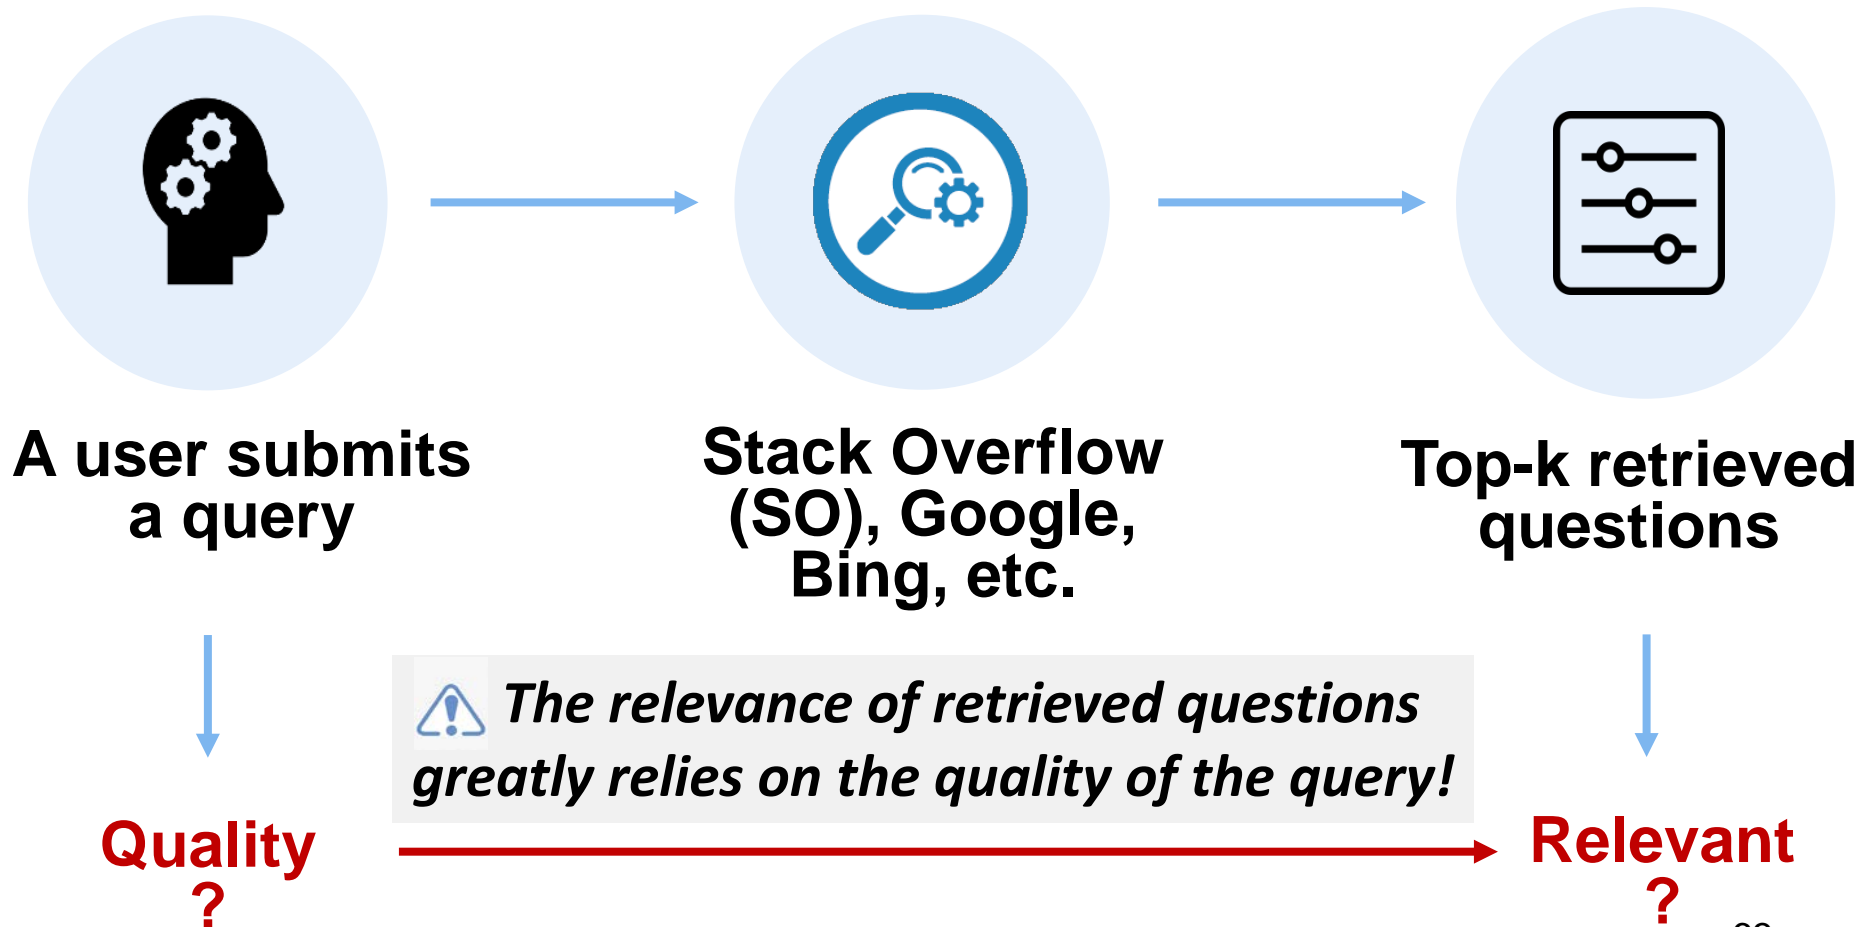 A user submits
a query
Stack Overflow
(SO), Google,
Bing, etc.
Top-k retrieved
questions
The relevance of retrieved questions
greatly relies on the quality of the query!
Quality
?
Relevant
?